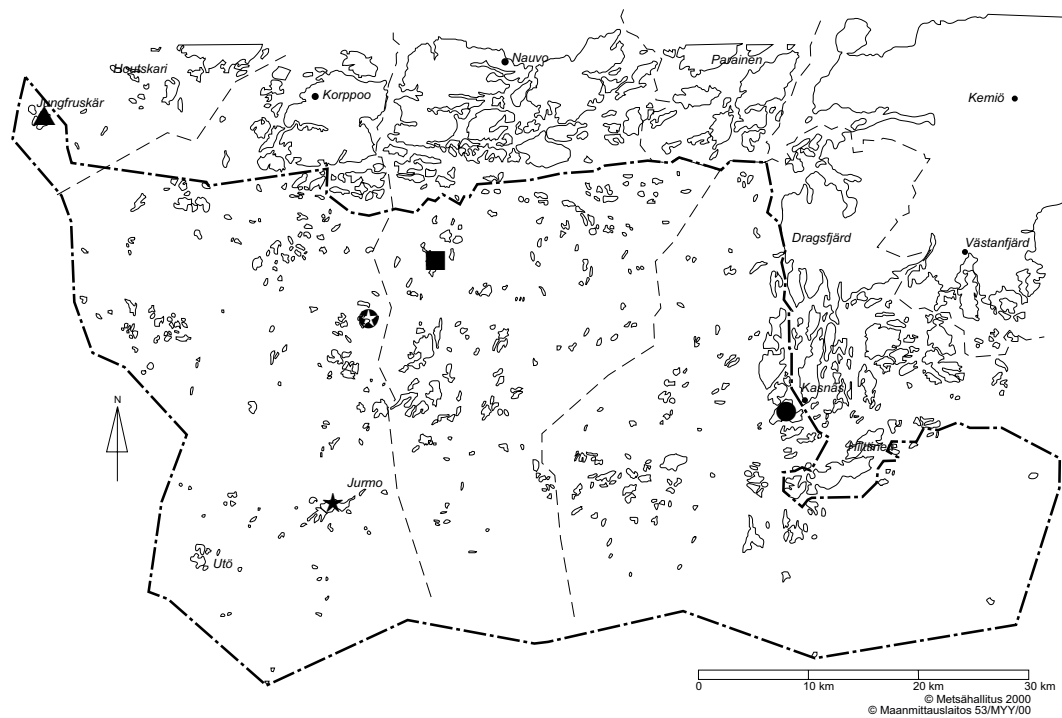 Nauvo
Parainen
Houtskari
Korppoo
Kemiö
Jungfruskär
Dragsfjärd
Västanfjärd
Kasnäs
Hiittinen
Jurmo
Utö
N
0 10 km 20 km 30 km
© Metsähallitus 2000
© Maanmittauslaitos 53/MYY/00